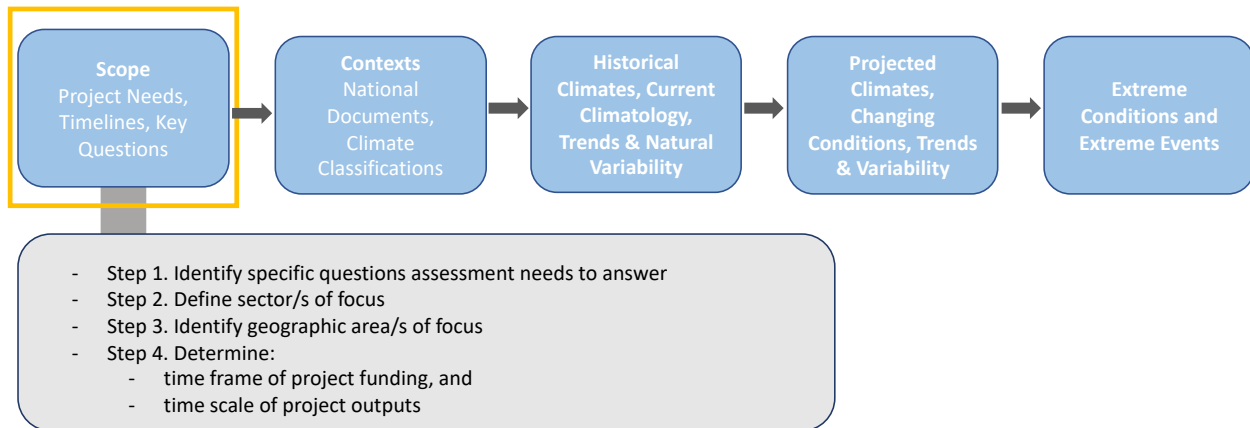 Scope
Project Needs,
Timelines, Key
Questions
Contexts
National
Documents,
Climate
Classifications
Historical
Climates, Current
Climatology,
Trends & Natural
Variability
Projected
Climates,
Changing
Conditions, Trends
& Variability
Extreme
Conditions and
Extreme Events
- Step 1. Identify specific questions assessment needs to answer
- Step 2. Define sector/s of focus
- Step 3. Identify geographic area/s of focus
- Step 4. Determine:
- time frame of project funding, and
- time scale of project outputs